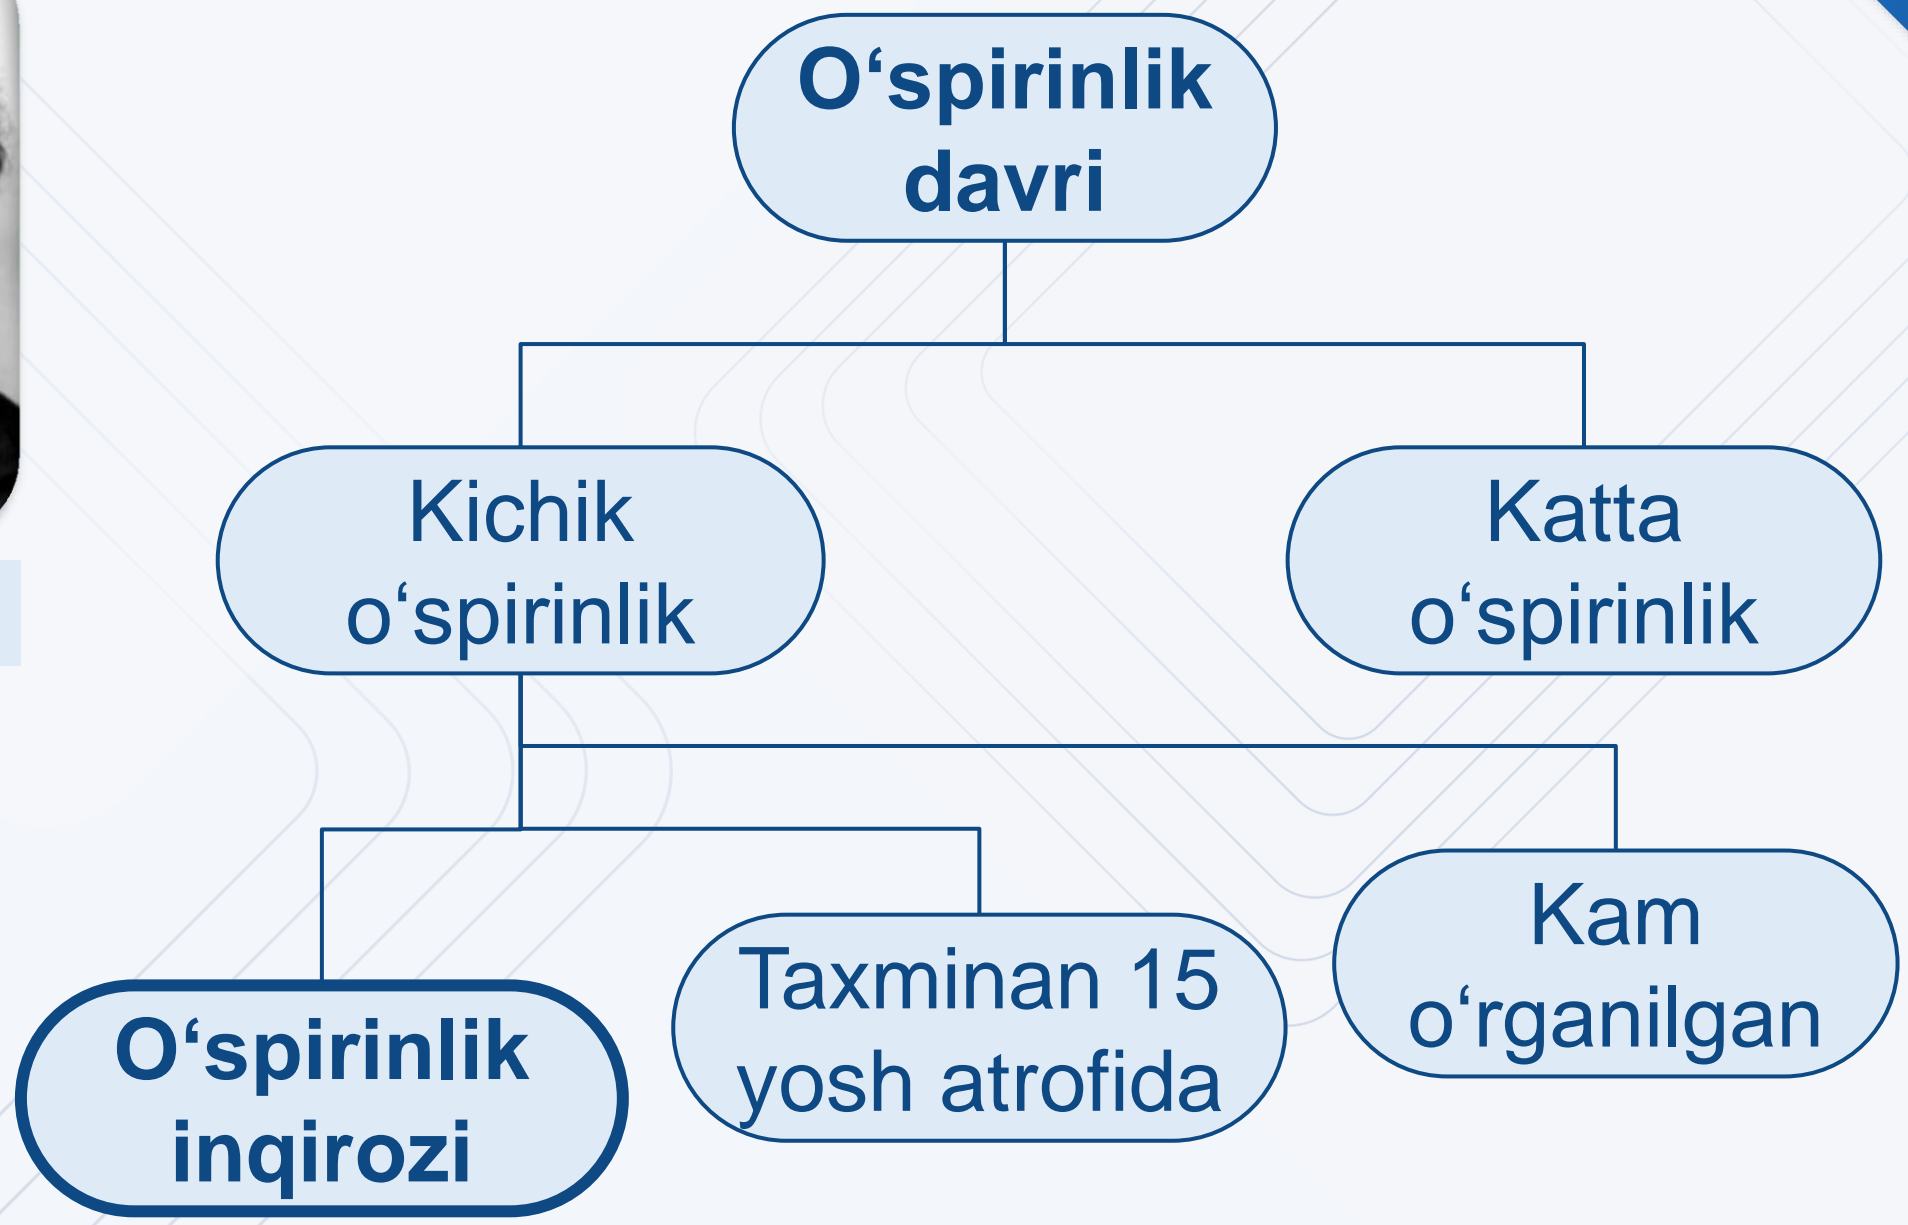 O‘spirinlik
davri
Kichik
o‘spirinlik
Katta
o‘spirinlik
O‘spirinlik
inqirozi
Taxminan 15
yosh atrofida
Kam
o‘rganilgan